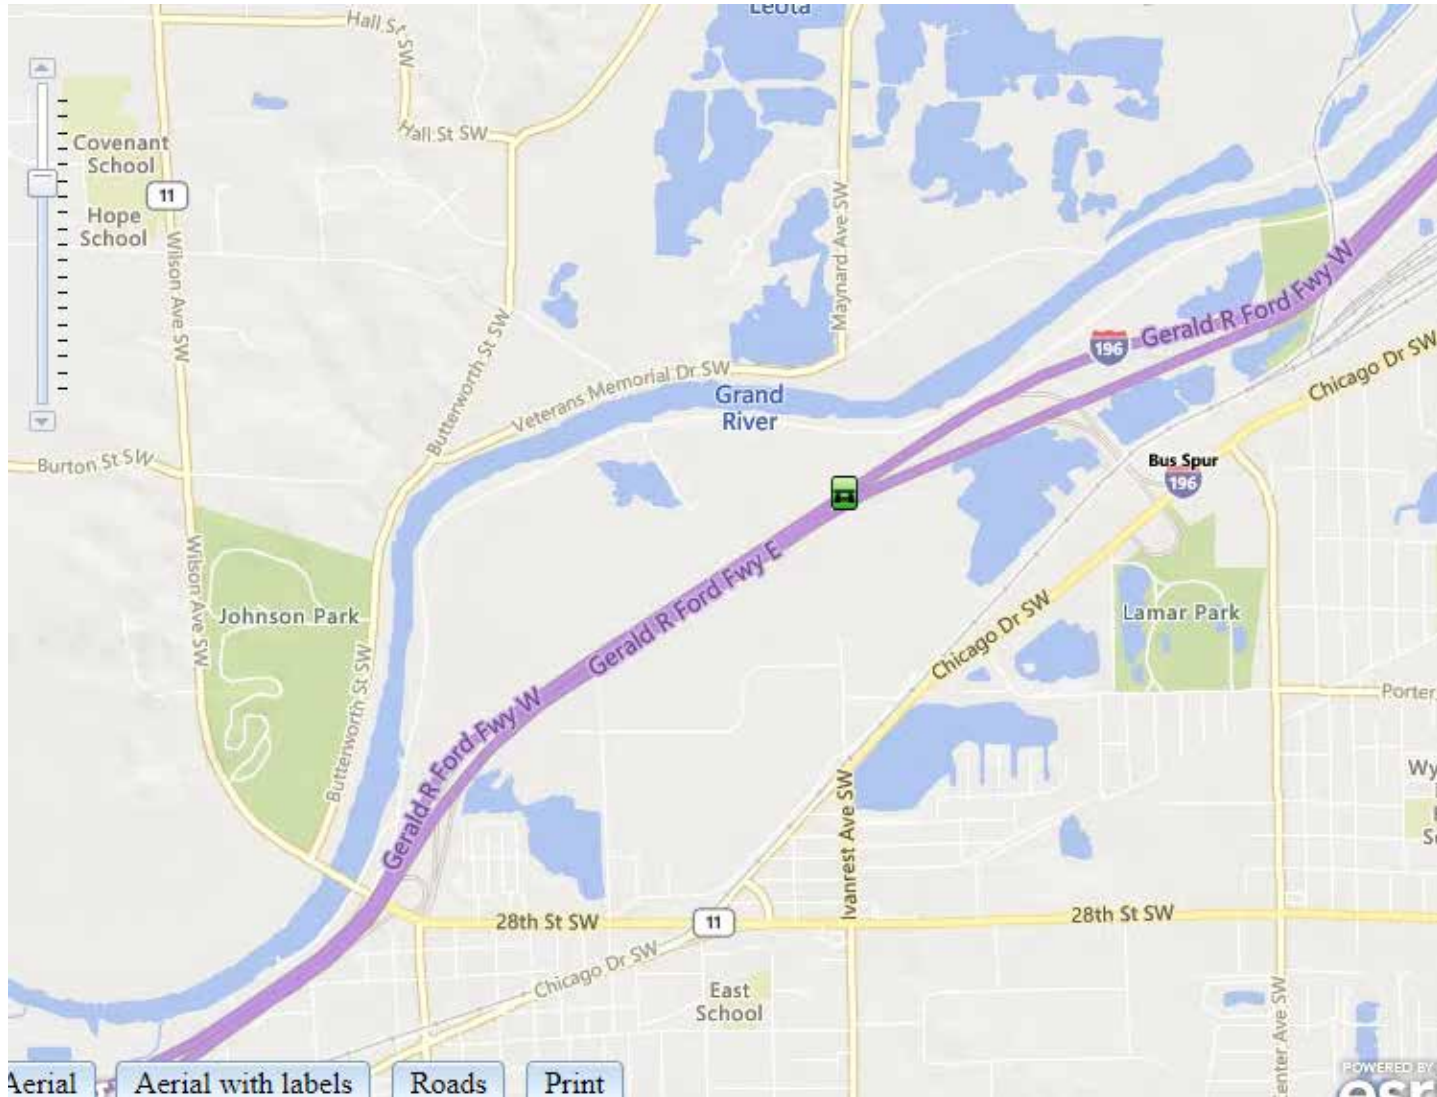 Leota
Hall St SW
Hall St SW
Covenant
School
11
Hope
School
Wilson Ave SW
Maynard Ave SW
Butterworth St SW
Gerald R Ford Fwy W
196
Chicago Dr SW
Veterans Memorial Dr SW
Grand
River
Burton St SW
Bus Spur
196
Wilson Ave SW
Gerald R Ford Fwy E
Johnson Park
Lamar Park
Chicago Dr SW
Butterworth St SW
Porter
Gerald R Ford Fwy W
Wy
Ivanrest Ave SW
28th St SW
11
28th St SW
Chicago Dr SW
East
School
enter Ave SW
Aerial
Aerial with labels
Roads
Print
POWERED BY
esri